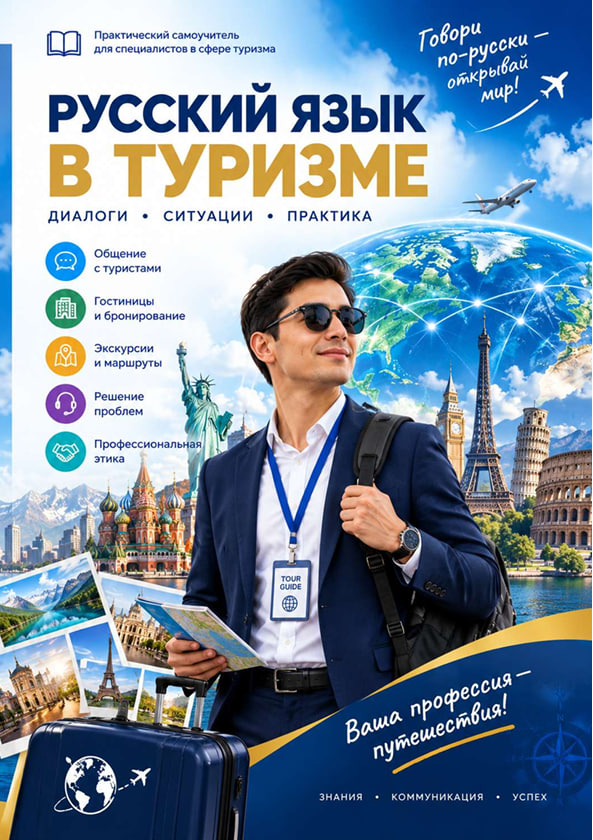 Практический самоучитель
для специалистов в сфере туризма
Говори
по-русски –
открывай
мир!
РУССКИЙ ЯЗЫК
В ТУРИЗМЕ
ДИАЛОГИ • СИТУАЦИИ • ПРАКТИКА
Общение
с туристами
Гостиницы
и бронирование
Экскурсии
и маршруты
Решение
проблем
Профессиональная
этика
TOUR
GUIDE
Ваша профессия –
путешествия!
ЗНАНИЯ • КОММУНИКАЦИЯ • УСПЕХ